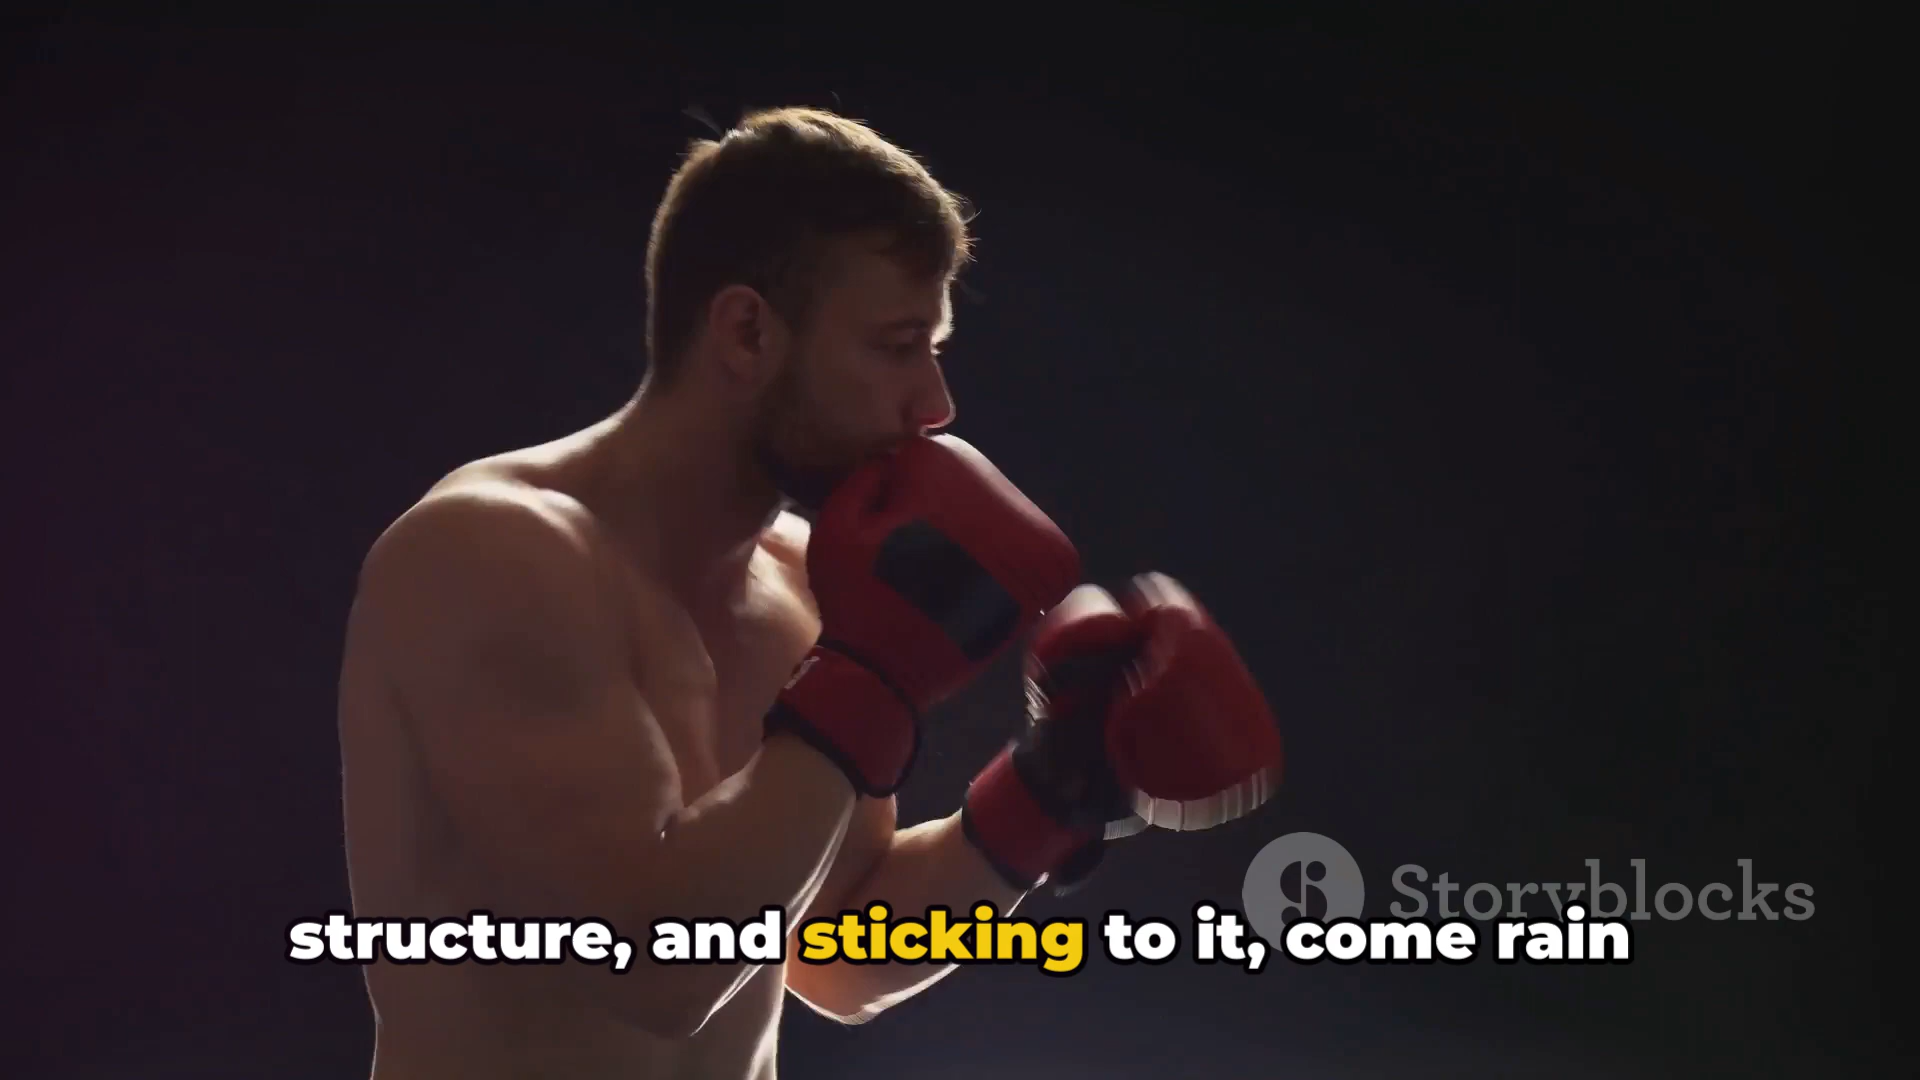 Storyblocks
structure, and sticking to it, come rain